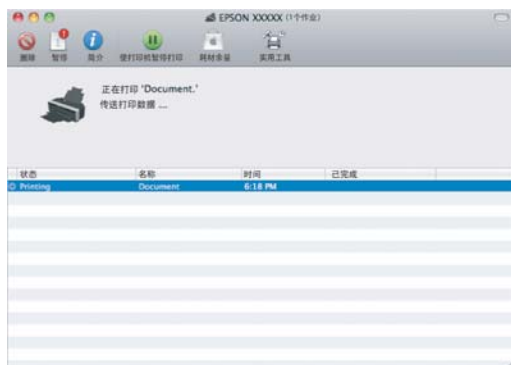 EPSON XXXXX (1个作业)
删除 暂停 简介 使打印机暂停打印 耗材余量 实用工具
正在打印 'Document.'
传送打印数据 ...
状态 名称 时间 已完成
Printing Document 6:18 PM